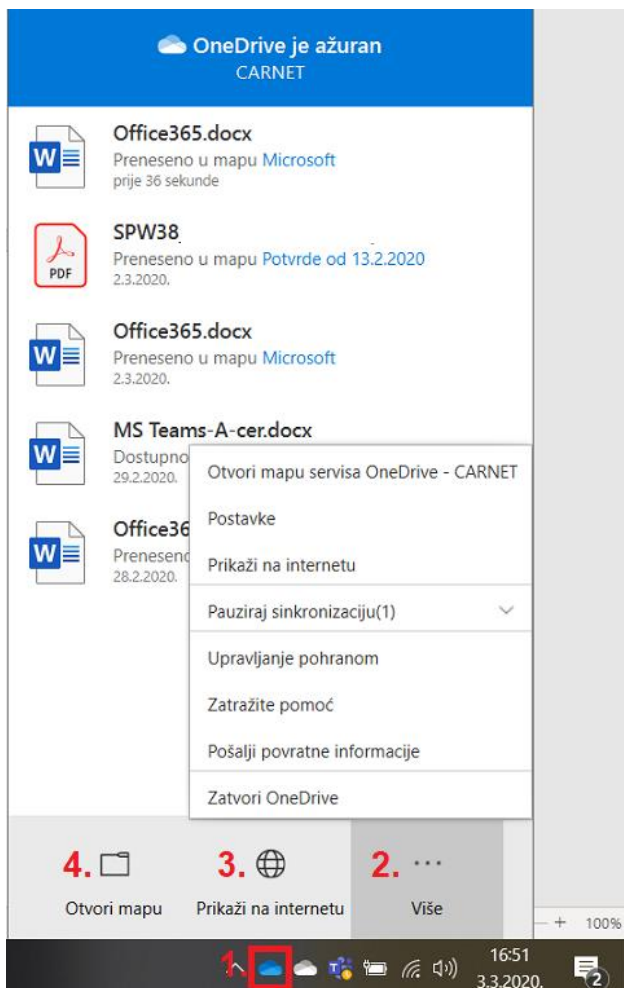 OneDrive je ažuran
CARNET
Office365.docx
Preneseno u mapu Microsoft
prije 36 sekunde
SPW38
Preneseno u mapu Potvrde od 13.2.2020
2.3.2020.
Office365.docx
Preneseno u mapu Microsoft
2.3.2020.
MS Teams-A-cer.docx
Dostupno
29.2.2020.
Office36
Preneseno
28.2.2020.
Otvori mapu servisa OneDrive - CARNET
Postavke
Prikaži na internetu
Pauziraj sinkronizaciju(1)
Upravljanje pohranom
Zatražite pomoć
Pošalji povratne informacije
Zatvori OneDrive
4. 3. 2.
Otvori mapu Prikaži na internetu Više
+ 100%
1.
16:51
3.3.2020.
2
W
PDF
W
W
W